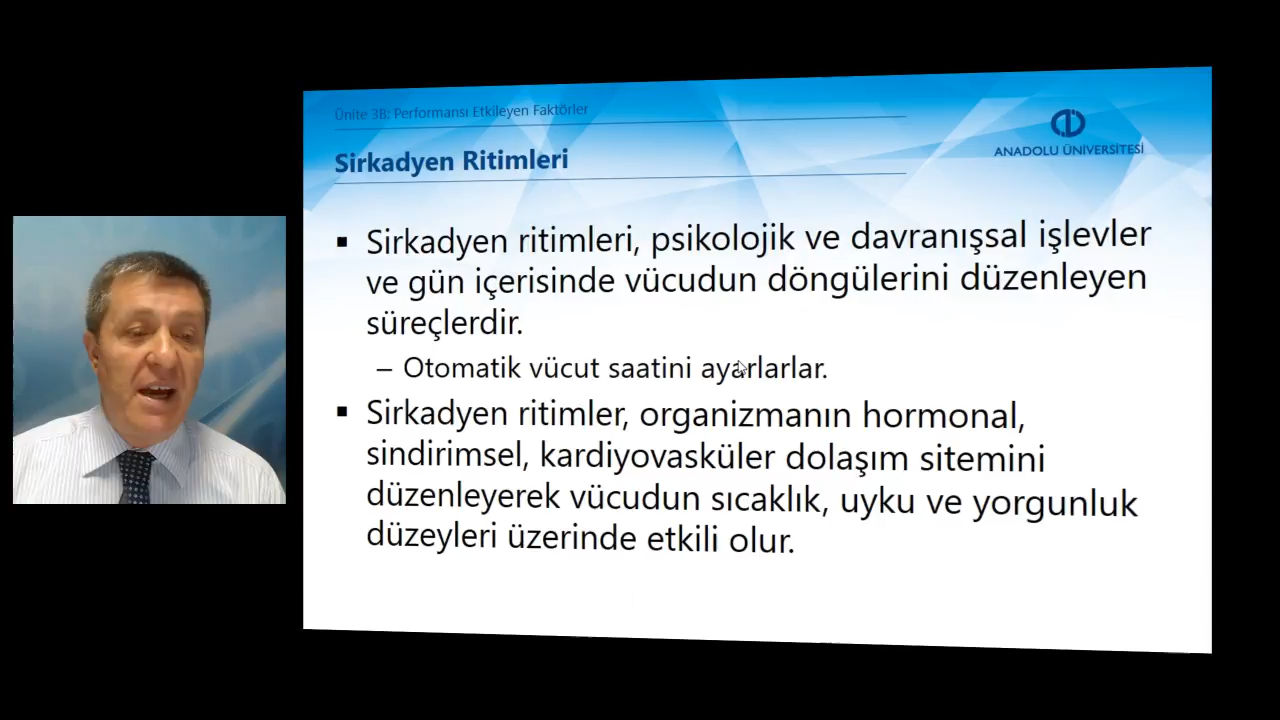 Ünite 3B: Performansı Etkileyen Faktörler
Sirkadyen Ritimleri
ANADOLU ÜNİVERSİTESİ
▪ Sirkadyen ritimleri, psikolojik ve davranışsal işlevler
ve gün içerisinde vücudun döngülerini düzenleyen
süreçlerdir.
– Otomatik vücut saatini ayarlarlar.
▪ Sirkadyen ritimler, organizmanın hormonal,
sindirimsel, kardiyovasküler dolaşım sitemini
düzenleyerek vücudun sıcaklık, uyku ve yorgunluk
düzeyleri üzerinde etkili olur.